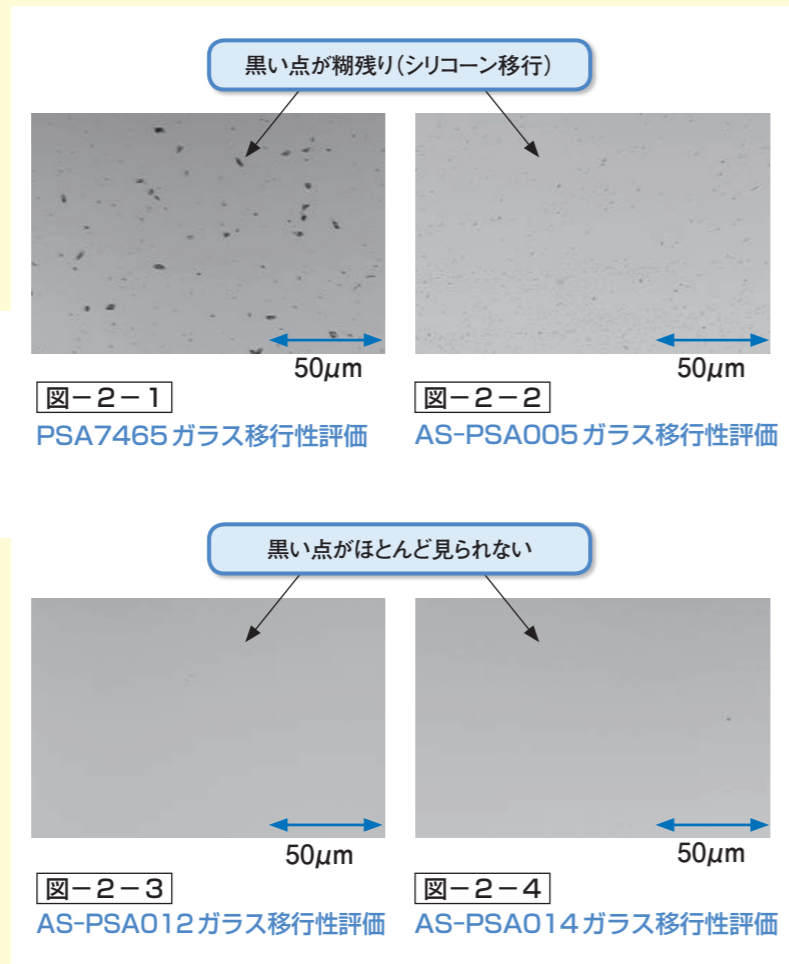 黒い点が糊残り(シリコーン移行)
50μm
50μm
図-2-1
図-2-2
PSA7465ガラス移行性評価
AS-PSA005ガラス移行性評価
黒い点がほとんど見られない
50μm
50μm
図-2-3
図-2-4
AS-PSA012ガラス移行性評価
AS-PSA014ガラス移行性評価